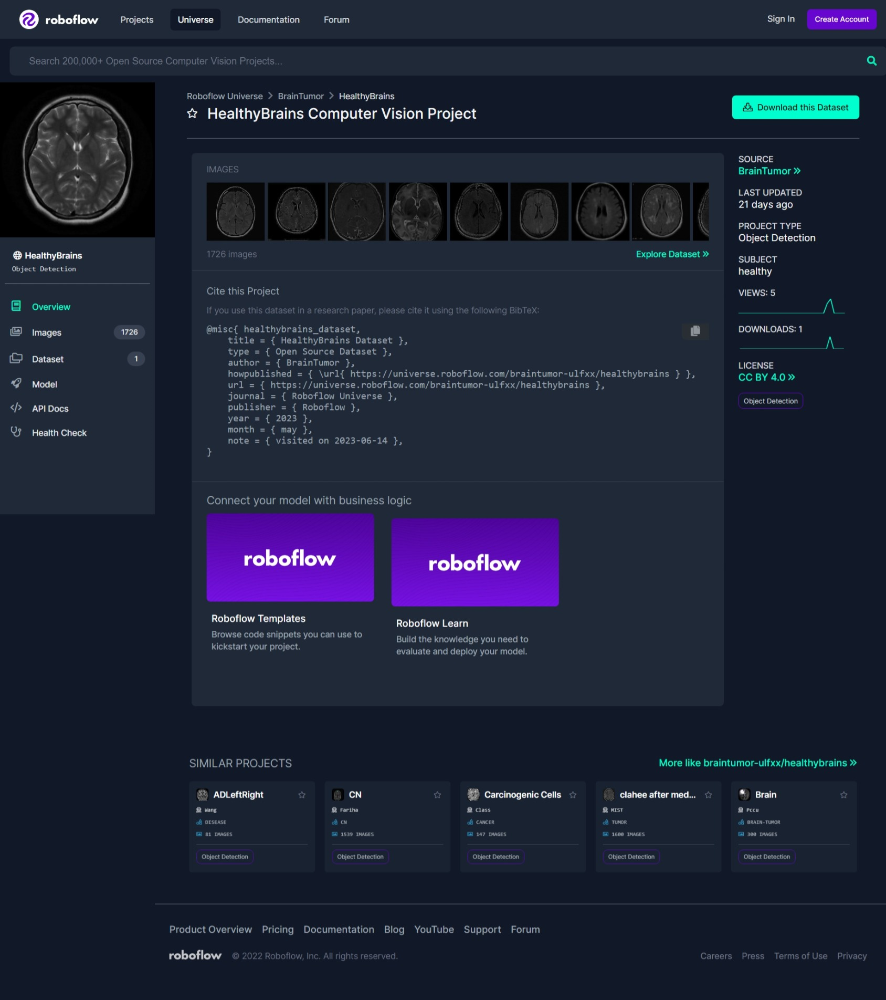 roboflow
Projects
Universe
Documentation
Forum
Sign In
Create Account
Search 200,000+ Open Source Computer Vision Projects...
HealthyBrains
Object Detection
Overview
Images 1726
Dataset 1
Model
API Docs
Health Check
Roboflow Universe > BrainTumor > HealthyBrains
HealthyBrains Computer Vision Project
Download this Dataset
IMAGES
1726 images
Explore Dataset »
Cite this Project
If you use this dataset in a research paper, please cite it using the following BibTeX:
@misc{ healthybrains_dataset,
    title = { HealthyBrains Dataset },
    type = { Open Source Dataset },
    author = { BrainTumor },
    howpublished = { \url{ https://universe.roboflow.com/braintumor-ulfxx/healthybrains } },
    url = { https://universe.roboflow.com/braintumor-ulfxx/healthybrains },
    journal = { Roboflow Universe },
    publisher = { Roboflow },
    year = { 2023 },
    month = { may },
    note = { visited on 2023-06-14 },
}
Connect your model with business logic
roboflow
Roboflow Templates
Browse code snippets you can use to
kickstart your project.
roboflow
Roboflow Learn
Build the knowledge you need to
evaluate and deploy your model.
SOURCE
BrainTumor »
LAST UPDATED
21 days ago
PROJECT TYPE
Object Detection
SUBJECT
healthy
VIEWS: 5
DOWNLOADS: 1
LICENSE
CC BY 4.0 »
Object Detection
SIMILAR PROJECTS
More like braintumor-ulfxx/healthybrains »
ADLeftRight
Wang
DISEASE
81 IMAGES
Object Detection
CN
Fariha
CN
1539 IMAGES
Object Detection
Carcinogenic Cells
Class
CANCER
147 IMAGES
Object Detection
clahee after med...
MIST
TUMOR
1600 IMAGES
Object Detection
Brain
Pccu
BRAIN-TUMOR
300 IMAGES
Object Detection
Product Overview
Pricing
Documentation
Blog
YouTube
Support
Forum
roboflow
© 2022 Roboflow, Inc. All rights reserved.
Careers
Press
Terms of Use
Privacy